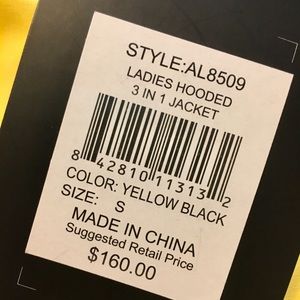 STYLE:AL8509
LADIES HOODED
3 IN 1 JACKET
8 42810 11313 2
COLOR: YELLOW BLACK
SIZE: S
MADE IN CHINA
Suggested Retail Price
$160.00